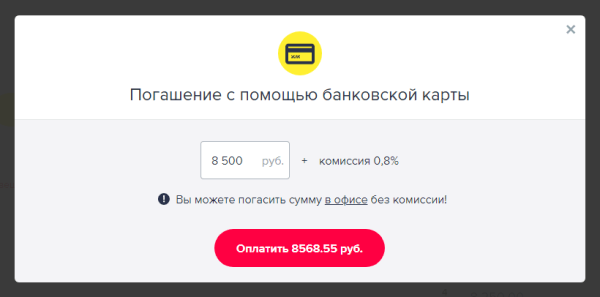 Погашение с помощью банковской карты
8 500 руб. + комиссия 0,8%
Вы можете погасить сумму в офисе без комиссии!
Оплатить 8568.55 руб.